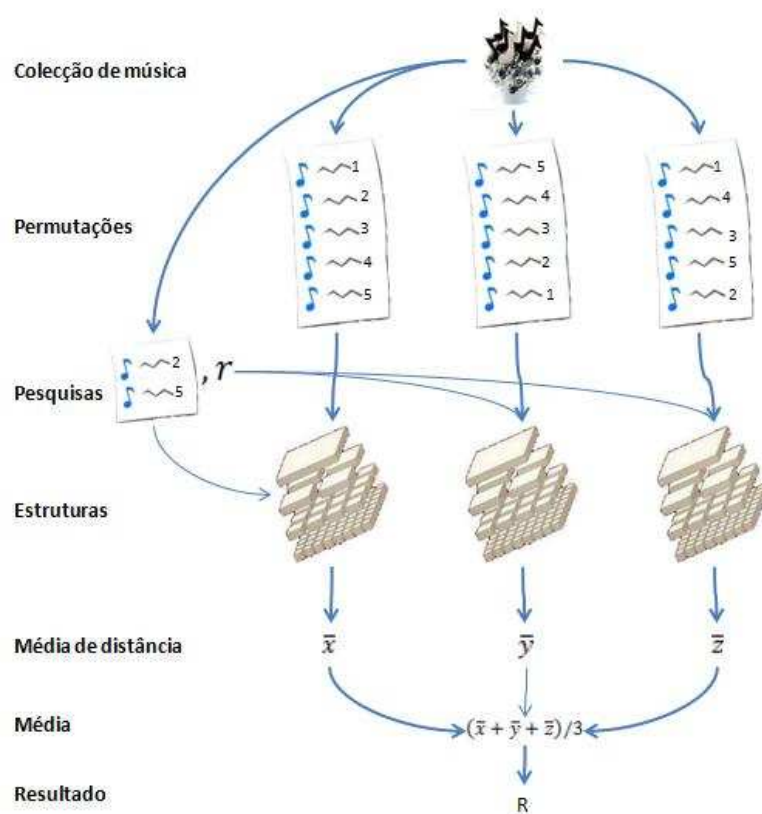 Colecção de música
Permutações
1
2
3
4
5
5
4
3
2
1
1
4
3
5
2
Pesquisas
2
5
, r
Estruturas
Média de distância
x̄
ȳ
z̄
Média
(x̄ + ȳ + z̄)/3
Resultado
R